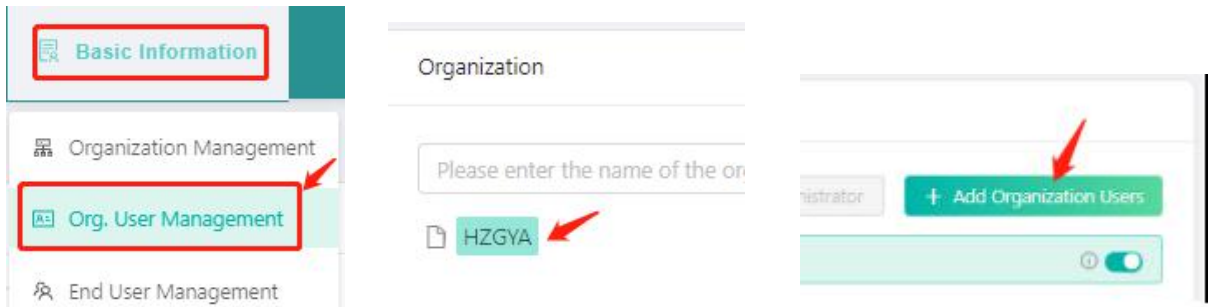 Basic Information
Organization Management
Org. User Management
End User Management
Organization
Please enter the name of the
HZGYA
+ Add Organization Users